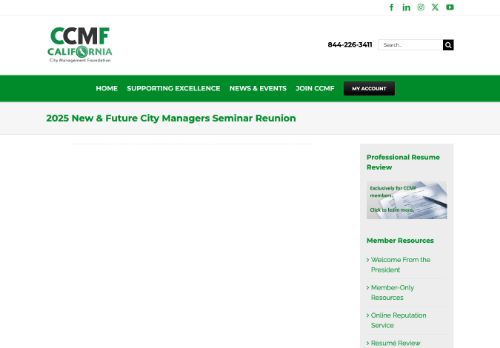 CCMF
CALIFORNIA
City Management Foundation
844-226-3411
Search...
HOME SUPPORTING EXCELLENCE NEWS & EVENTS JOIN CCMF MY ACCOUNT
2025 New & Future City Managers Seminar Reunion
Professional Resume
Review
Exclusively for CCMF
members.
Click to learn more.
Member Resources
Welcome From the
President
Member-Only
Resources
Online Reputation
Service
Resume Review